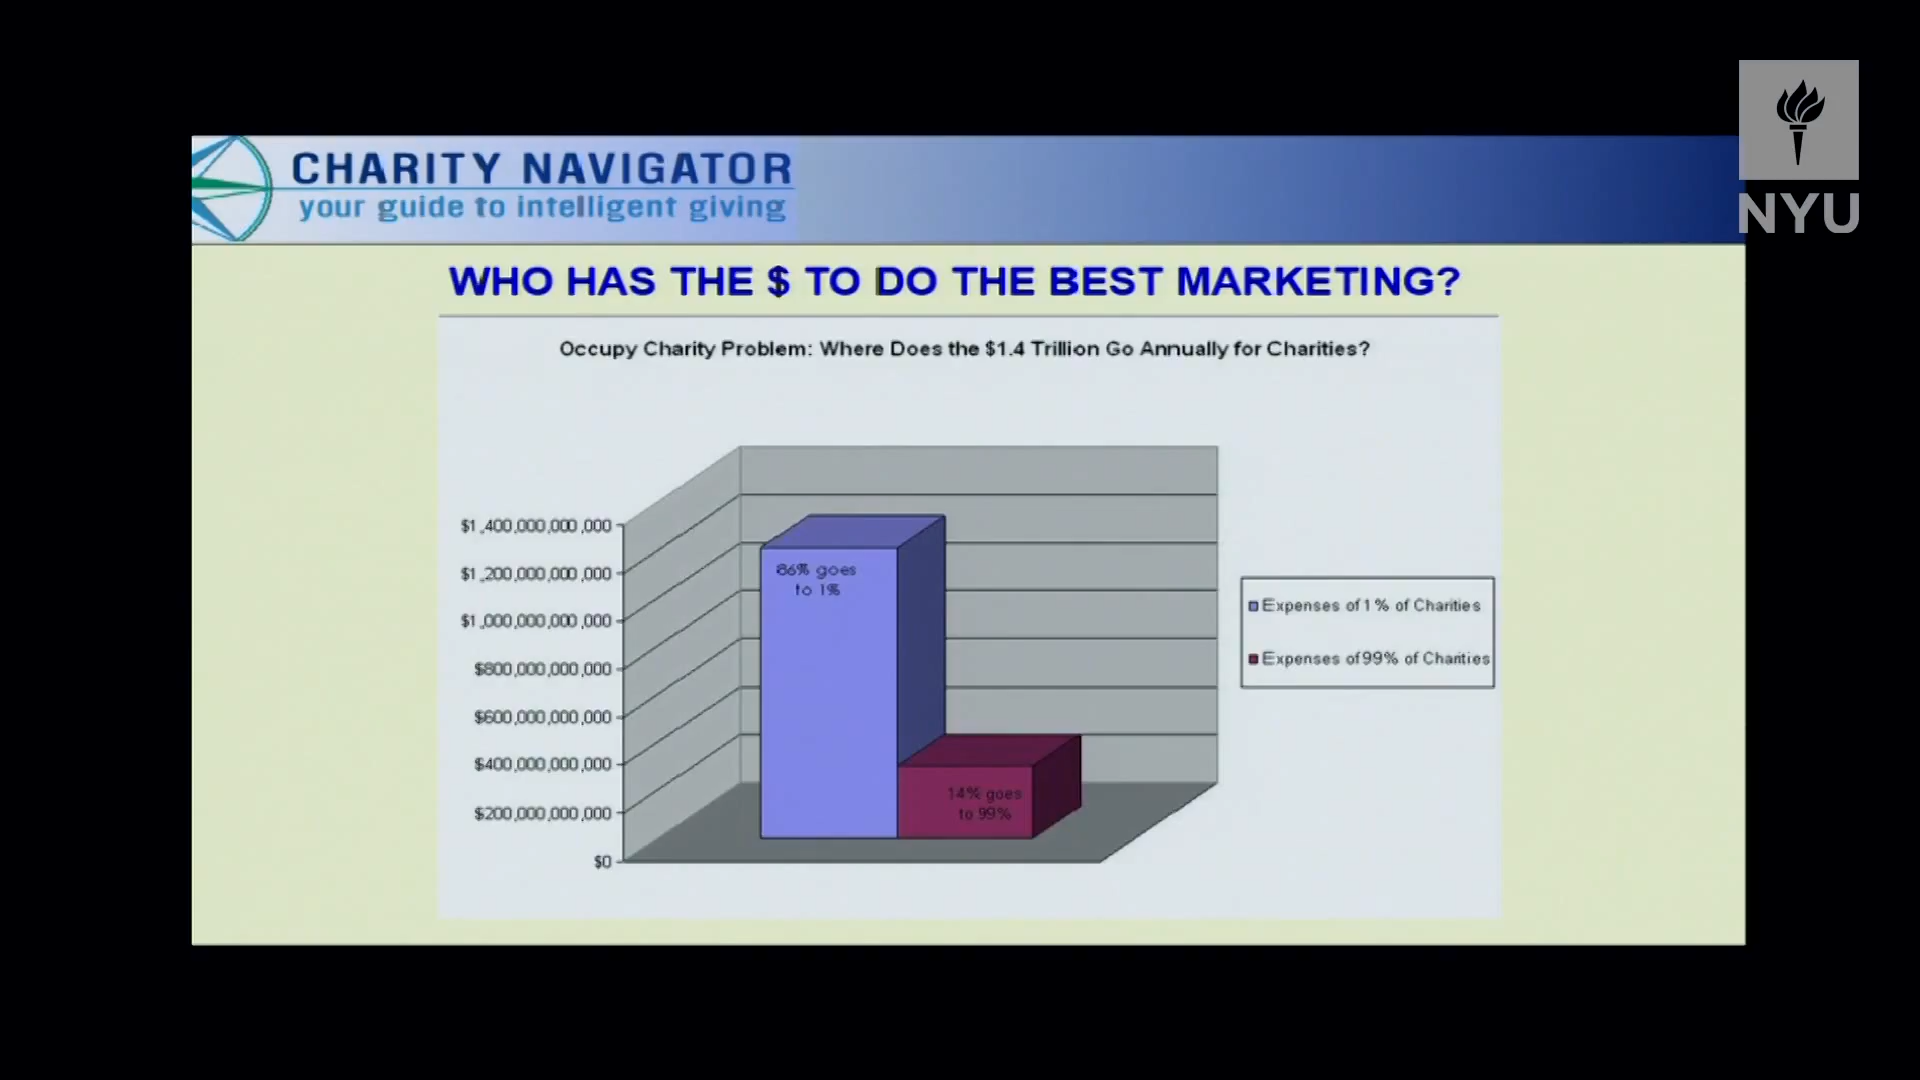 NYU
CHARITY NAVIGATOR
your guide to intelligent giving
WHO HAS THE $ TO DO THE BEST MARKETING?
Occupy Charity Problem: Where Does the $1.4 Trillion Go Annually for Charities?
$1,400,000,000,000
$1,200,000,000,000
$1,000,000,000,000
$800,000,000,000
$600,000,000,000
$400,000,000,000
$200,000,000,000
$0
86% goes
to 1%
14% goes
to 99%
Expenses of 1% of Charities
Expenses of 99% of Charities